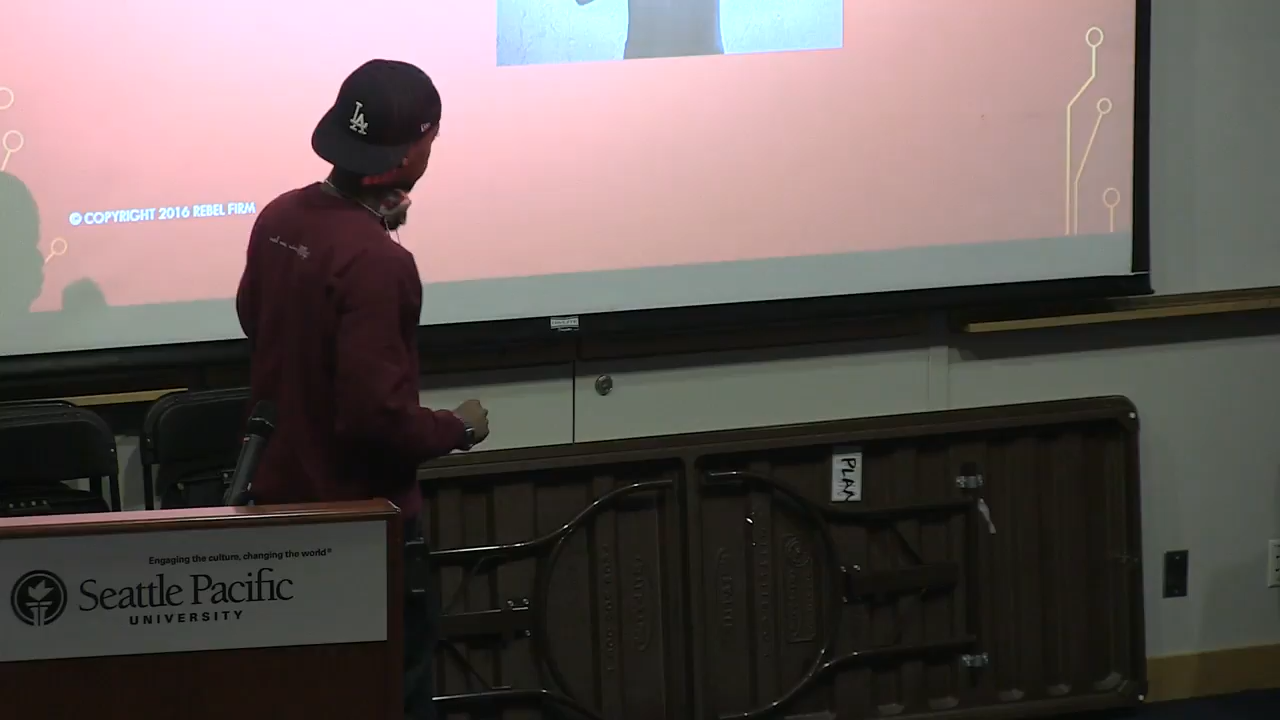 LA
© COPYRIGHT 2016 REBEL FIRM
PLAN
Engaging the culture, changing the world®
Seattle Pacific
UNIVERSITY